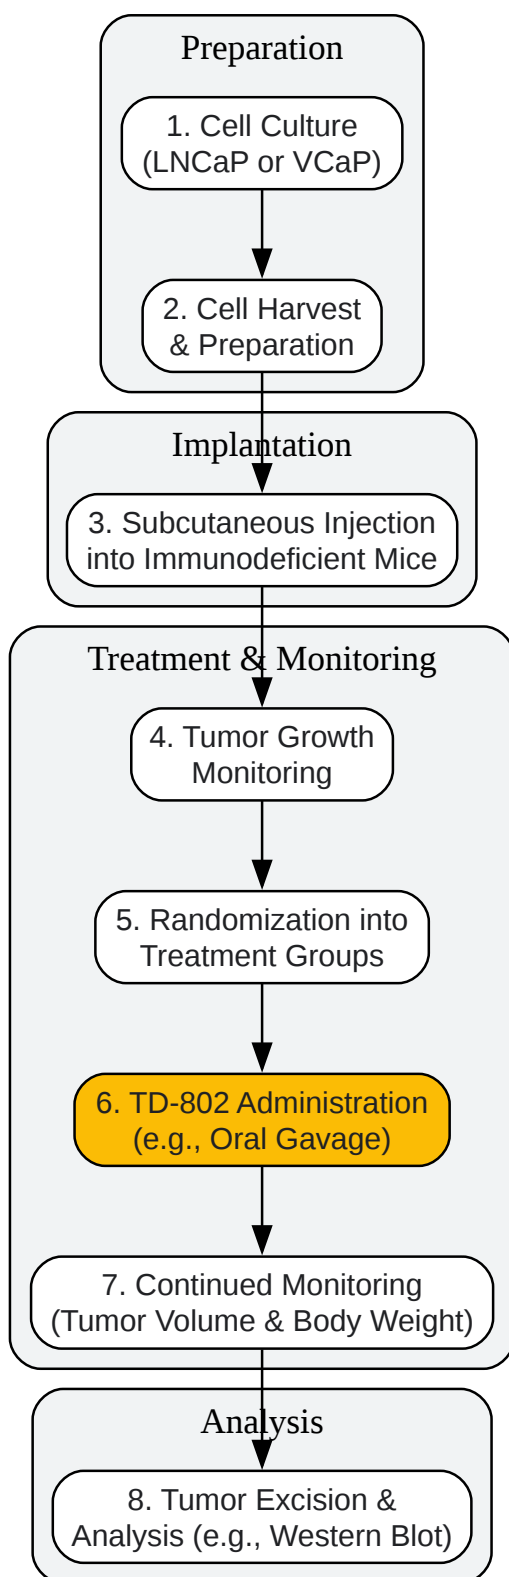 Preparation
1. Cell Culture
(LNCaP or VCaP)
2. Cell Harvest
& Preparation
Implantation
3. Subcutaneous Injection
into Immunodeficient Mice
Treatment & Monitoring
4. Tumor Growth
Monitoring
5. Randomization into
Treatment Groups
6. TD-802 Administration
(e.g., Oral Gavage)
7. Continued Monitoring
(Tumor Volume & Body Weight)
Analysis
8. Tumor Excision &
Analysis (e.g., Western Blot)